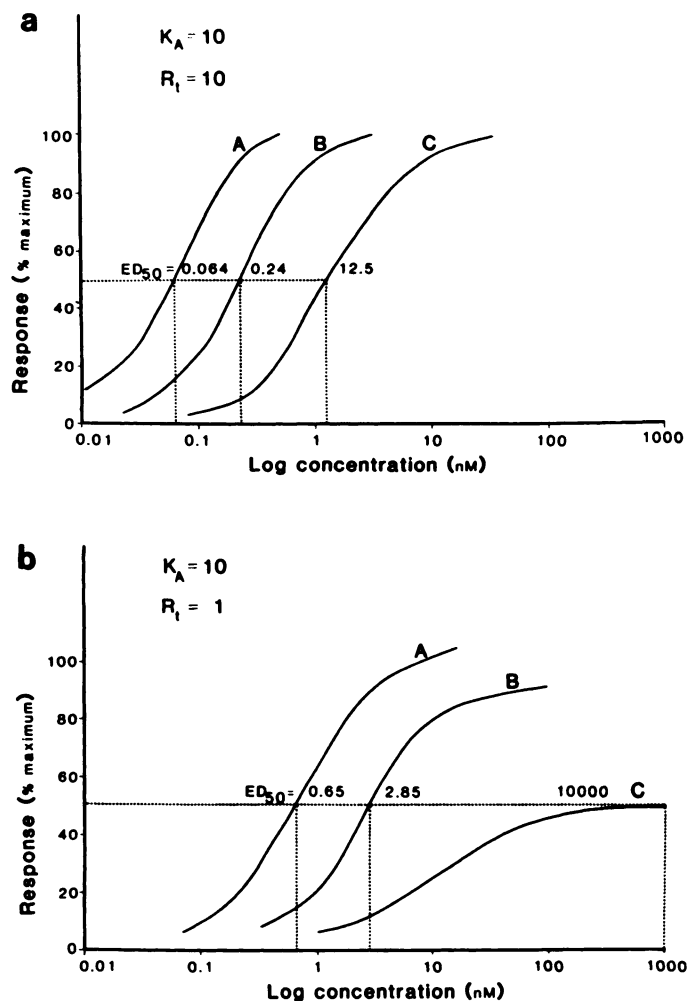 a
K_A = 10
R_t = 10
Response (% maximum)
100
80
60
40
20
0
A
B
C
ED_50 = 0.064
0.24
12.5
0.01
0.1
1
10
100
1000
Log concentration (nM)
b
K_A = 10
R_t = 1
Response (% maximum)
100
80
60
40
20
0
A
B
C
ED_50 = 0.65
2.85
10000
0.01
0.1
1
10
100
1000
Log concentration (nM)